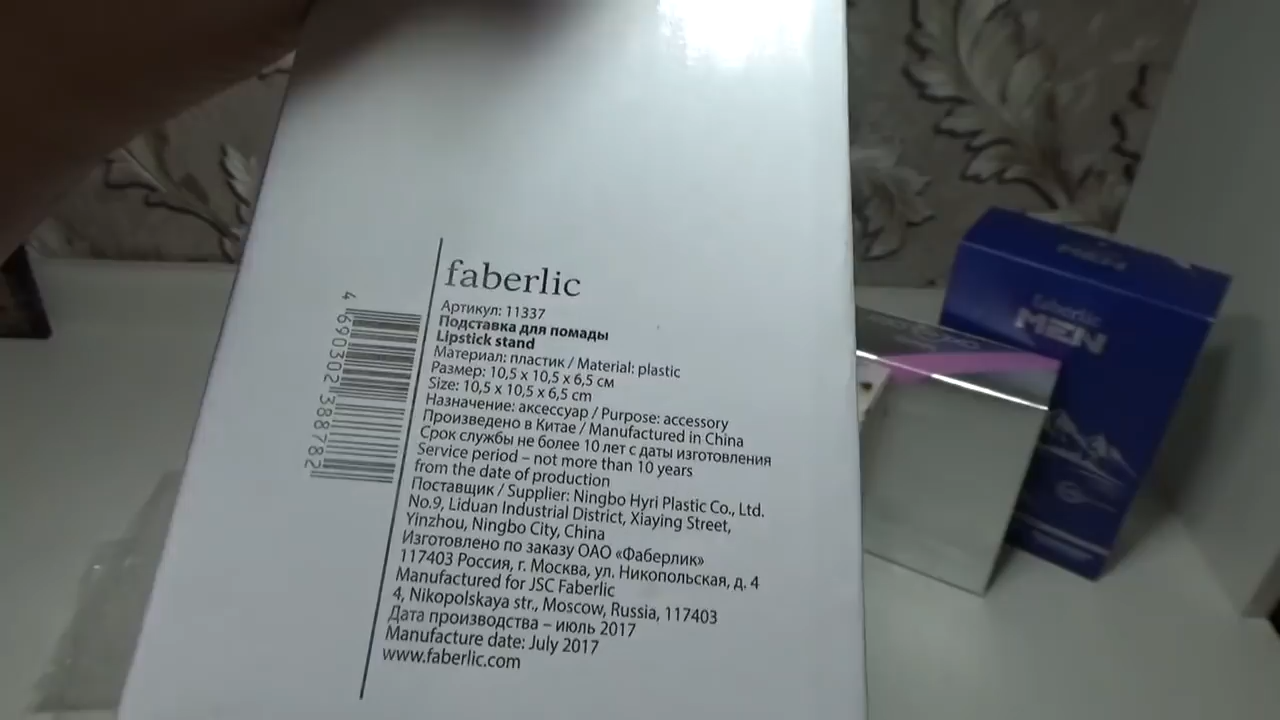 faberlic
Артикул: 11337
Подставка для помады
Lipstick stand
Материал: пластик / Material: plastic
Размер: 10,5 x 10,5 x 6,5 см
Size: 10,5 x 10,5 x 6,5 cm
Назначение: аксессуар / Purpose: accessory
Произведено в Китае / Manufactured in China
Срок службы не более 10 лет с даты изготовления
Service period – not more than 10 years
from the date of production
Поставщик / Supplier: Ningbo Hyri Plastic Co., Ltd.
No.9, Liduan Industrial District, Xiaying Street,
Yinzhou, Ningbo City, China
Изготовлено по заказу ОАО «Фаберлик»
117403 Россия, г. Москва, ул. Никопольская, д. 4
Manufactured for JSC Faberlic
4, Nikopolskaya str., Moscow, Russia, 117403
Дата производства – июль 2017
Manufacture date: July 2017
www.faberlic.com
4 690302 388782
MEN
faberlic
MEN